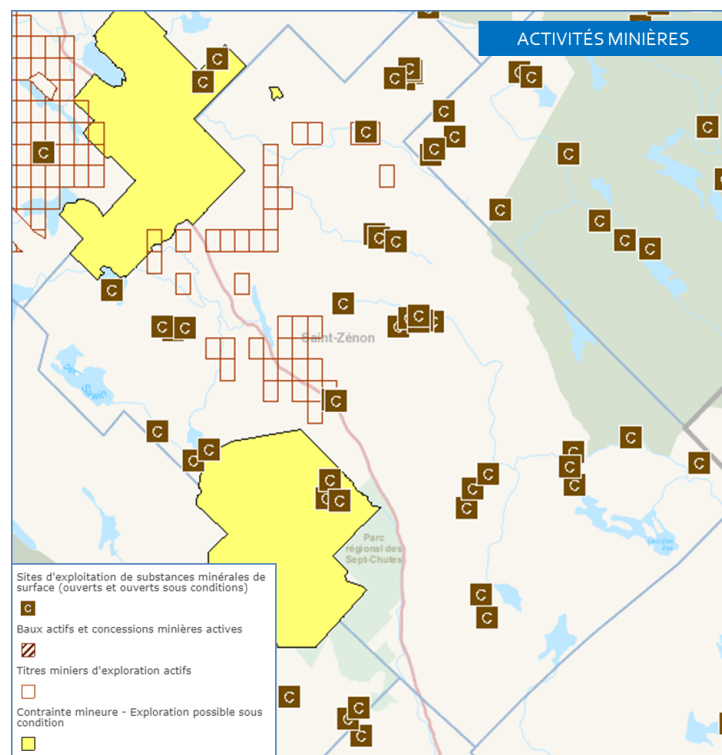 ACTIVITÉS MINIÈRES
Saint-Zénon
Parc
régional des
Sept-Chutes
Sites d'exploitation de substances minérales de
surface (ouverts et ouverts sous conditions)
C
Baux actifs et concessions minières actives
Titres miniers d'exploration actifs
Contrainte mineure - Exploration possible sous
condition